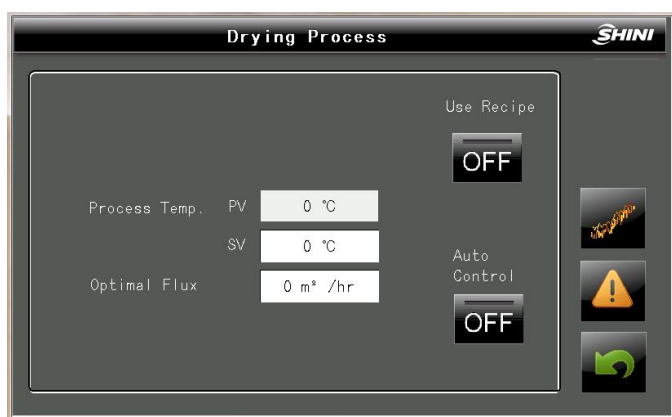 Drying Process
SHINI
Use Recipe
OFF
Process Temp. PV 0 ℃
SV 0 ℃
Auto
Control
Optimal Flux 0 m³ /hr
OFF